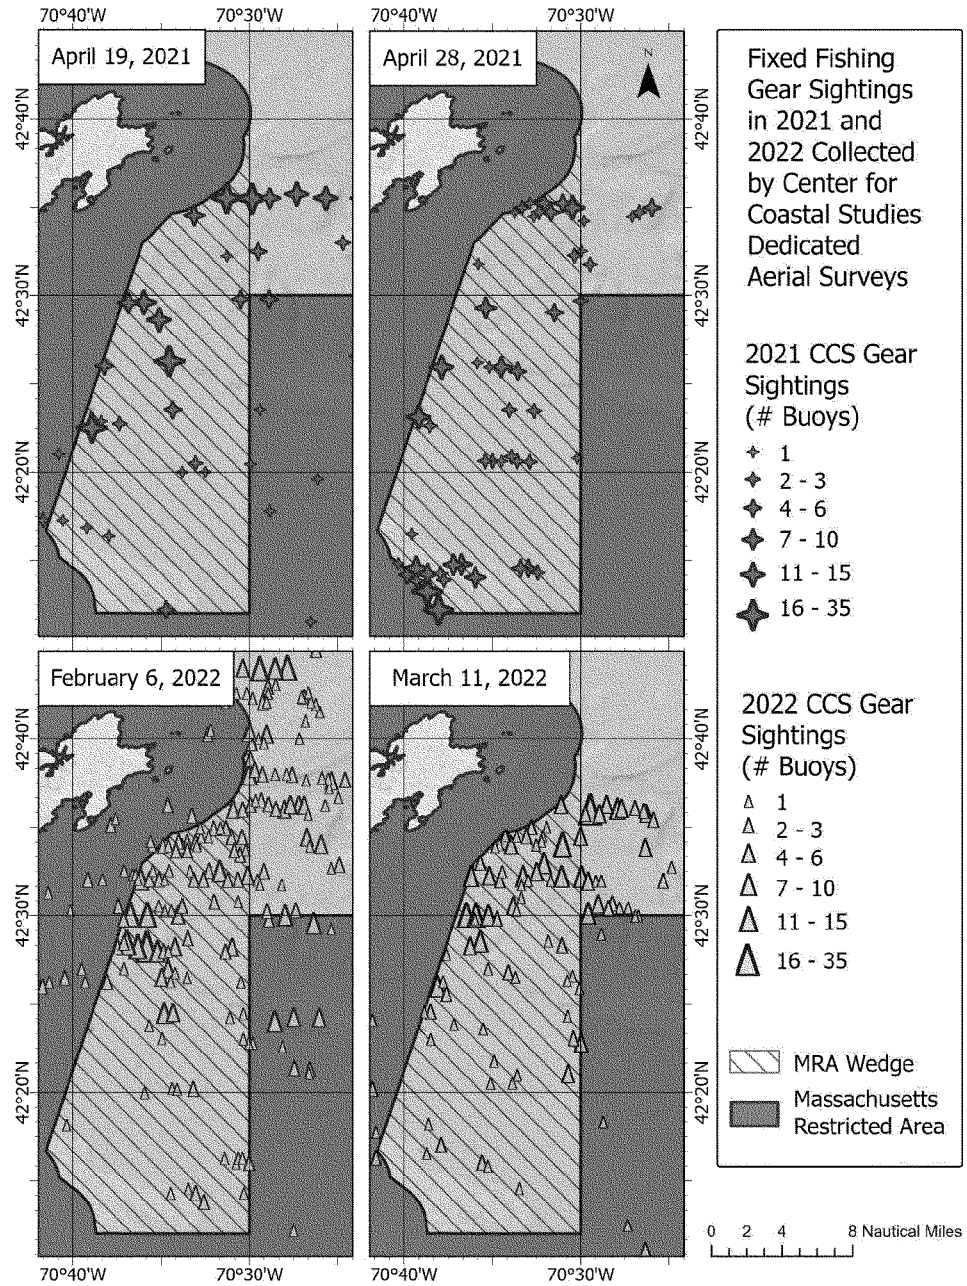 70°40'W 70°30'W 70°40'W 70°30'W
April 19, 2021
April 28, 2021
N
42°40'N
42°30'N
42°20'N
42°40'N
42°30'N
42°20'N
February 6, 2022
March 11, 2022
42°40'N
42°30'N
42°20'N
42°40'N
42°30'N
42°20'N
70°40'W 70°30'W 70°40'W 70°30'W
Fixed Fishing
Gear Sightings
in 2021 and
2022 Collected
by Center for
Coastal Studies
Dedicated
Aerial Surveys
2021 CCS Gear
Sightings
(# Buoys)
1
2 - 3
4 - 6
7 - 10
11 - 15
16 - 35
2022 CCS Gear
Sightings
(# Buoys)
1
2 - 3
4 - 6
7 - 10
11 - 15
16 - 35
MRA Wedge
Massachusetts
Restricted Area
0 2 4 8 Nautical Miles